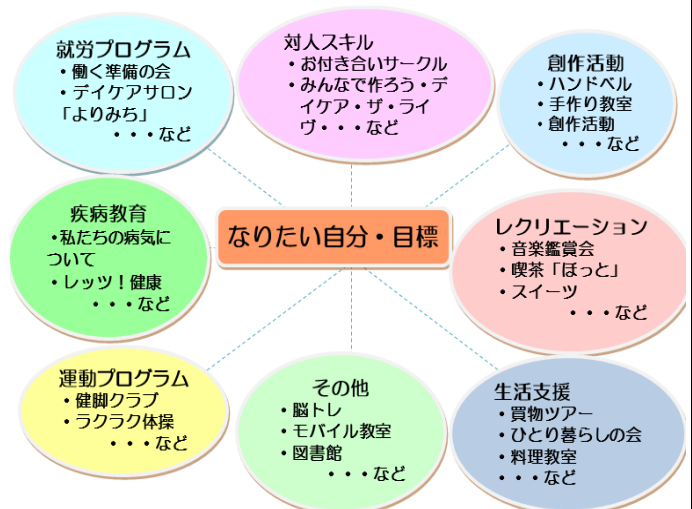 就労プログラム
・働く準備の会
・デイケアサロン
「よりみち」
・・・など
対人スキル
・お付き合いサークル
・みんなで作ろう・デ
イケア・ザ・ライ
ヴ・・・など
創作活動
・ハンドベル
・手作り教室
・創作活動
・・・など
疾病教育
・私たちの病気に
ついて
・レッツ！健康
・・・など
なりたい自分・目標
レクリエーション
・音楽鑑賞会
・喫茶「ほっと」
・スイーツ
・・・など
運動プログラム
・健脚クラブ
・ラクラク体操
・・・など
その他
・脳トレ
・モバイル教室
・図書館
・・・など
生活支援
・買物ツアー
・ひとり暮らしの会
・料理教室
・・・など